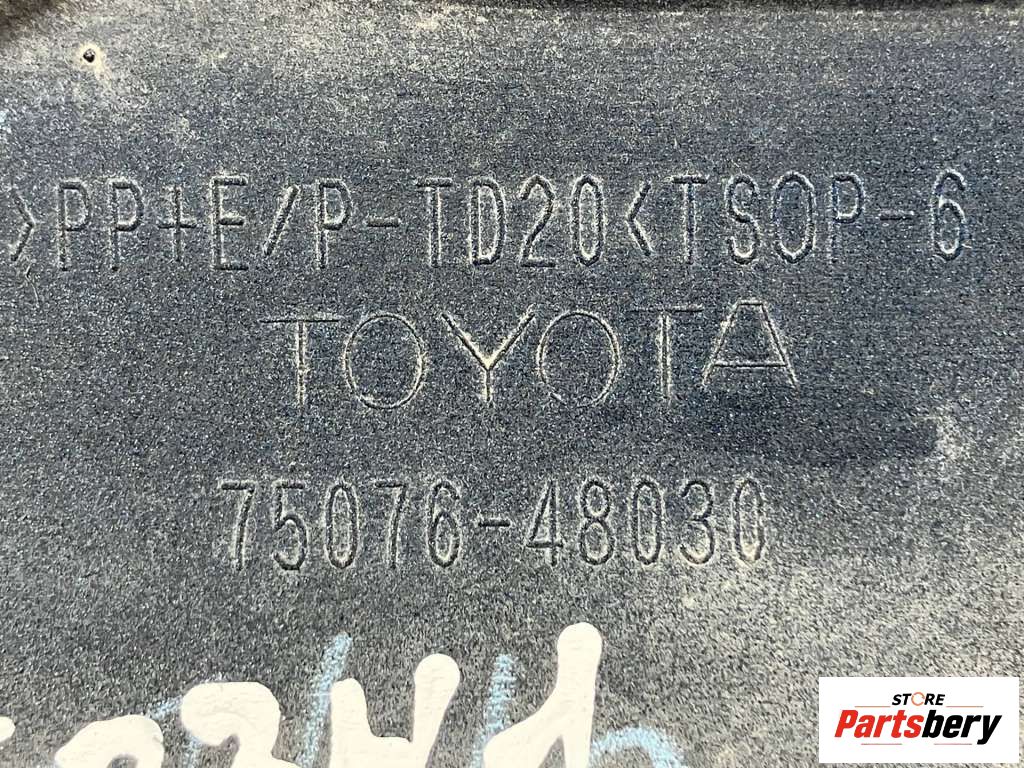 >PP+E/P-TD20<TSOP-6
TOYOTA
75076-48030
STORE
Partsbery